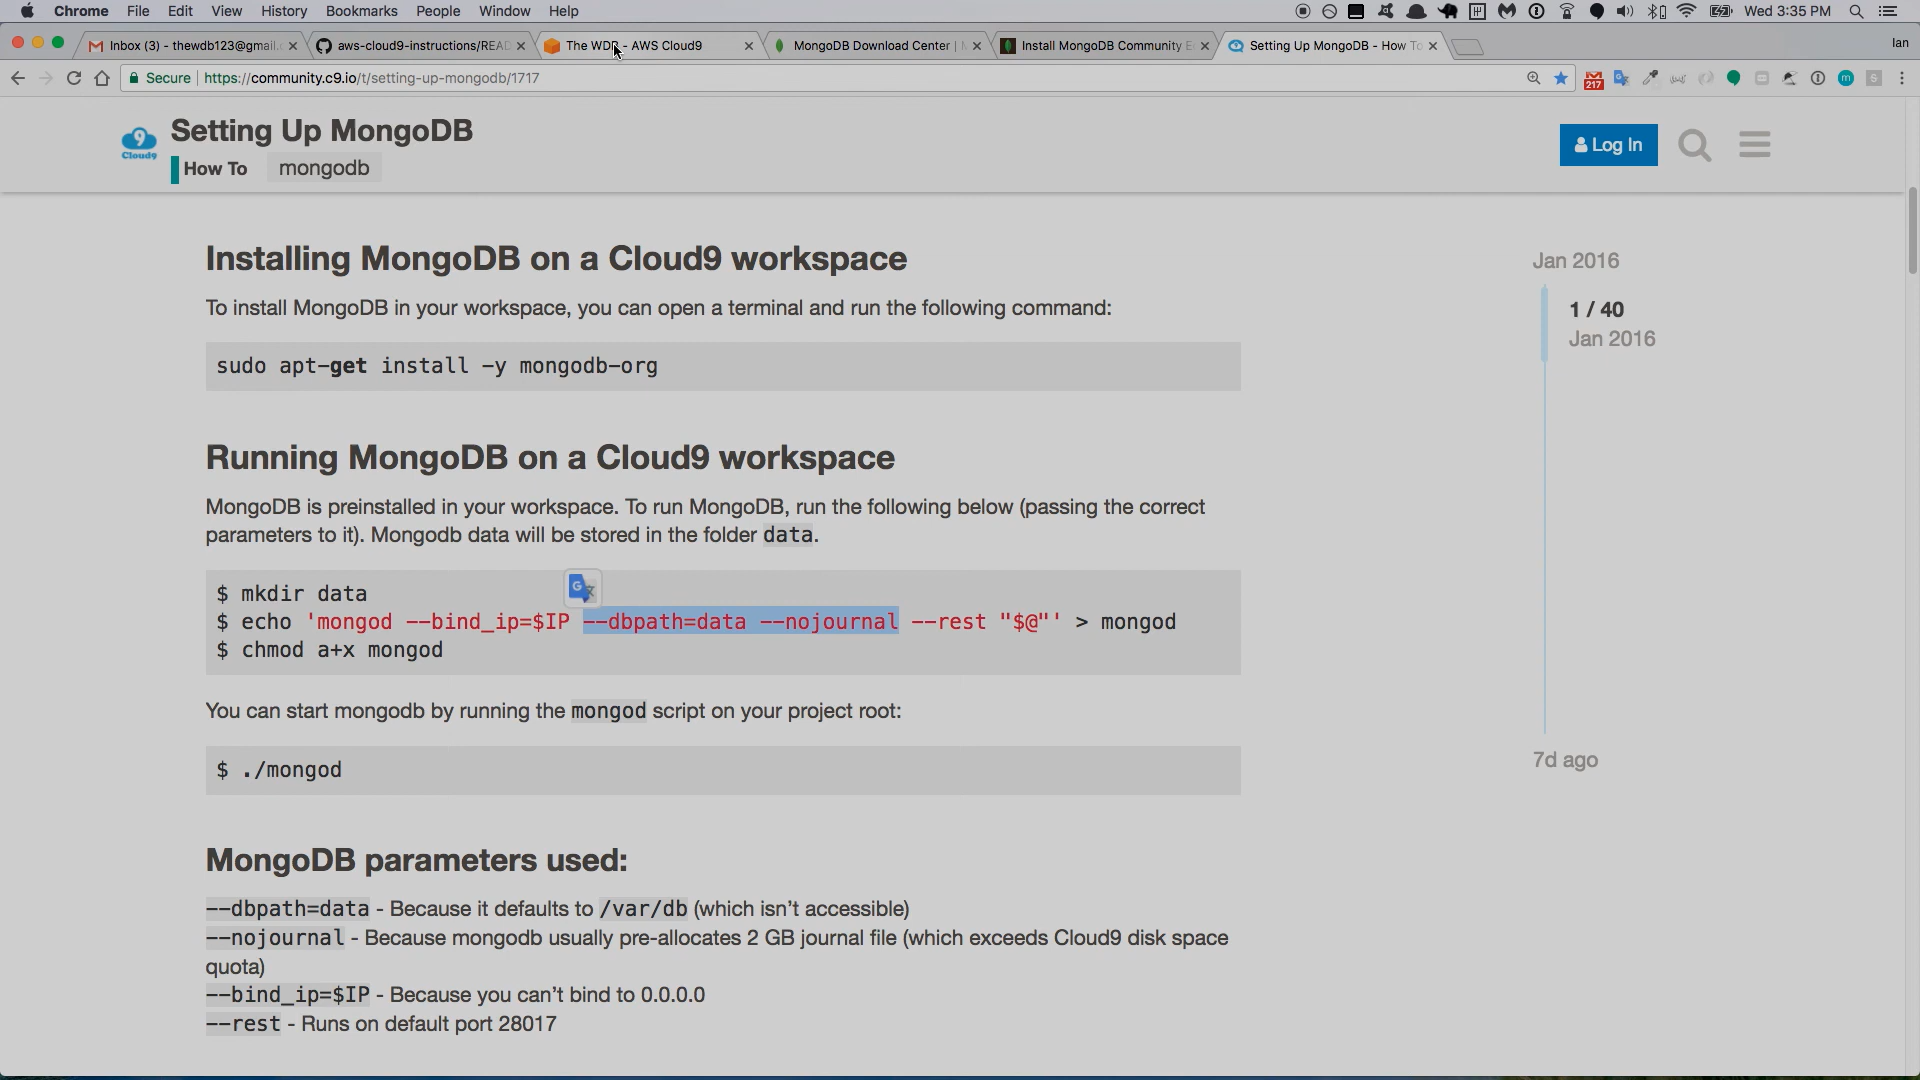 Chrome File Edit View History Bookmarks People Window Help Wed 3:35 PM
Inbox (3) - thewdb123@gmail. aws-cloud9-instructions/READ The WDB - AWS Cloud9 MongoDB Download Center | Install MongoDB Community E Setting Up MongoDB - How To Ian
Secure https://community.c9.io/t/setting-up-mongodb/1717 217
9 Cloud9 Setting Up MongoDB
How To mongodb
Log In
Installing MongoDB on a Cloud9 workspace
To install MongoDB in your workspace, you can open a terminal and run the following command:
sudo apt-get install -y mongodb-org
Running MongoDB on a Cloud9 workspace
MongoDB is preinstalled in your workspace. To run MongoDB, run the following below (passing the correct
parameters to it). Mongodb data will be stored in the folder data.
$ mkdir data
$ echo 'mongod --bind_ip=$IP --dbpath=data --nojournal --rest "$@"' > mongod
$ chmod a+x mongod
You can start mongodb by running the mongod script on your project root:
$ ./mongod
MongoDB parameters used:
--dbpath=data - Because it defaults to /var/db (which isn’t accessible)
--nojournal - Because mongodb usually pre-allocates 2 GB journal file (which exceeds Cloud9 disk space
quota)
--bind_ip=$IP - Because you can’t bind to 0.0.0.0
--rest - Runs on default port 28017
Jan 2016
1 / 40
Jan 2016
7d ago